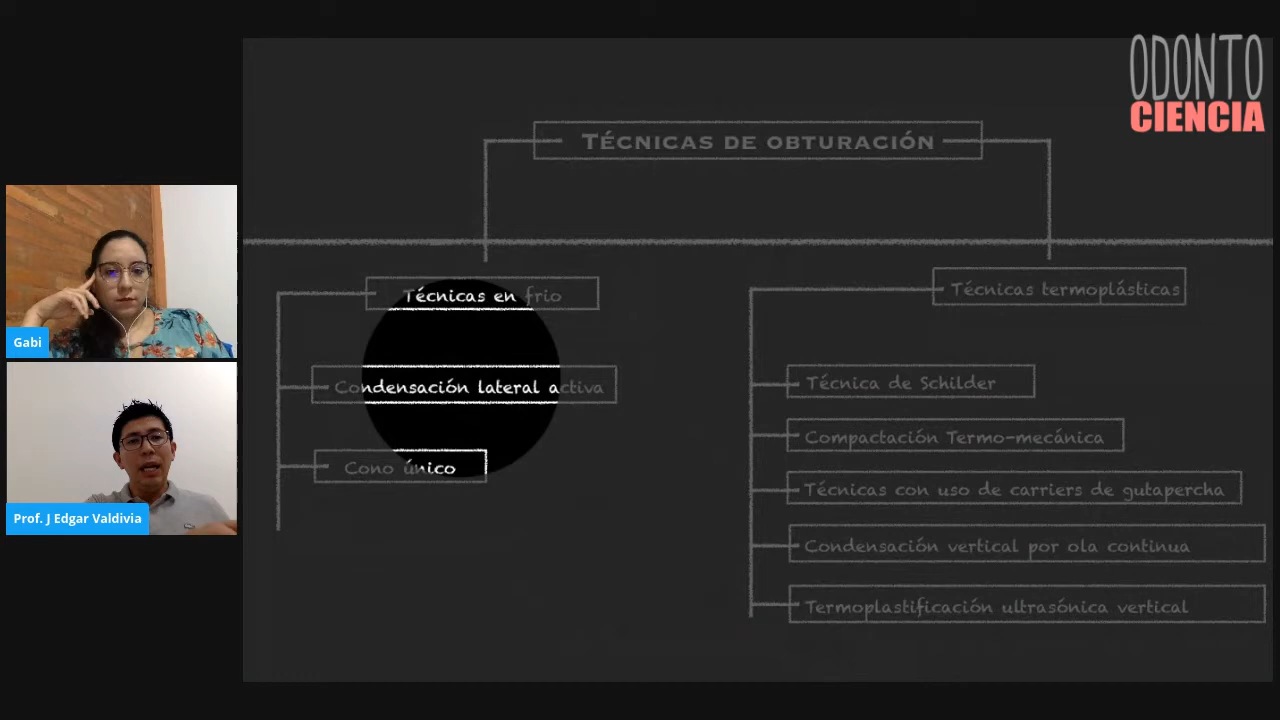 ODONTO
CIENCIA
TÉCNICAS DE OBTURACIÓN
Técnicas en frio
Condensación lateral activa
Cono único
Técnicas termoplásticas
Técnica de Schilder
Compactación Termo-mecánica
Técnicas con uso de carriers de gutapercha
Condensación vertical por ola continua
Termoplastificación ultrasónica vertical
Gabi
Prof. J Edgar Valdivia